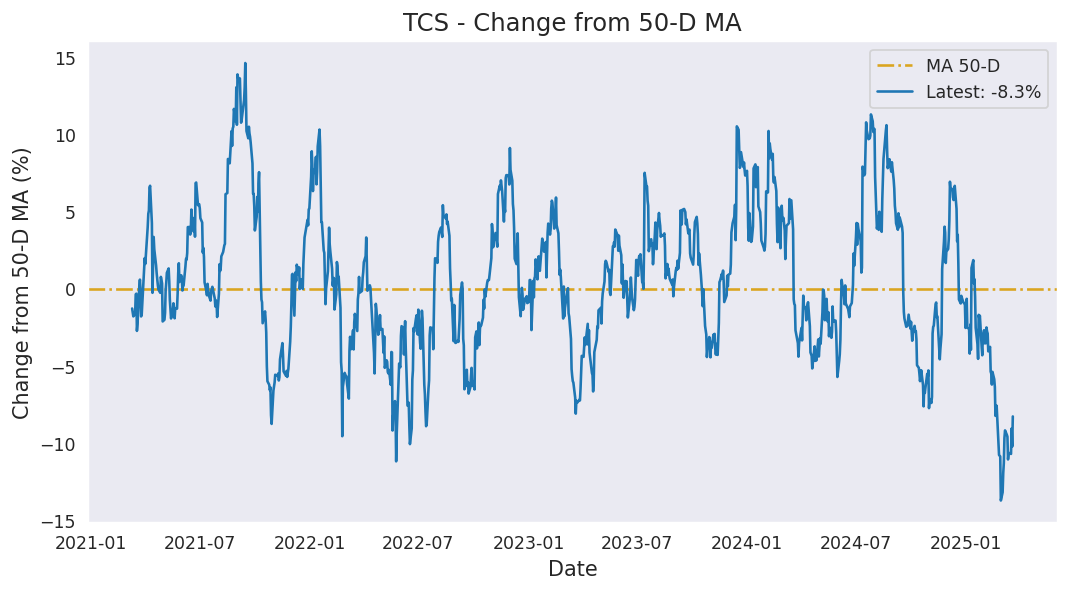 TCS - Change from 50-D MA
MA 50-D
Latest: -8.3%
Change from 50-D MA (%)
15
10
5
0
−5
−10
−15
2021-01 2021-07 2022-01 2022-07 2023-01 2023-07 2024-01 2024-07 2025-01
Date